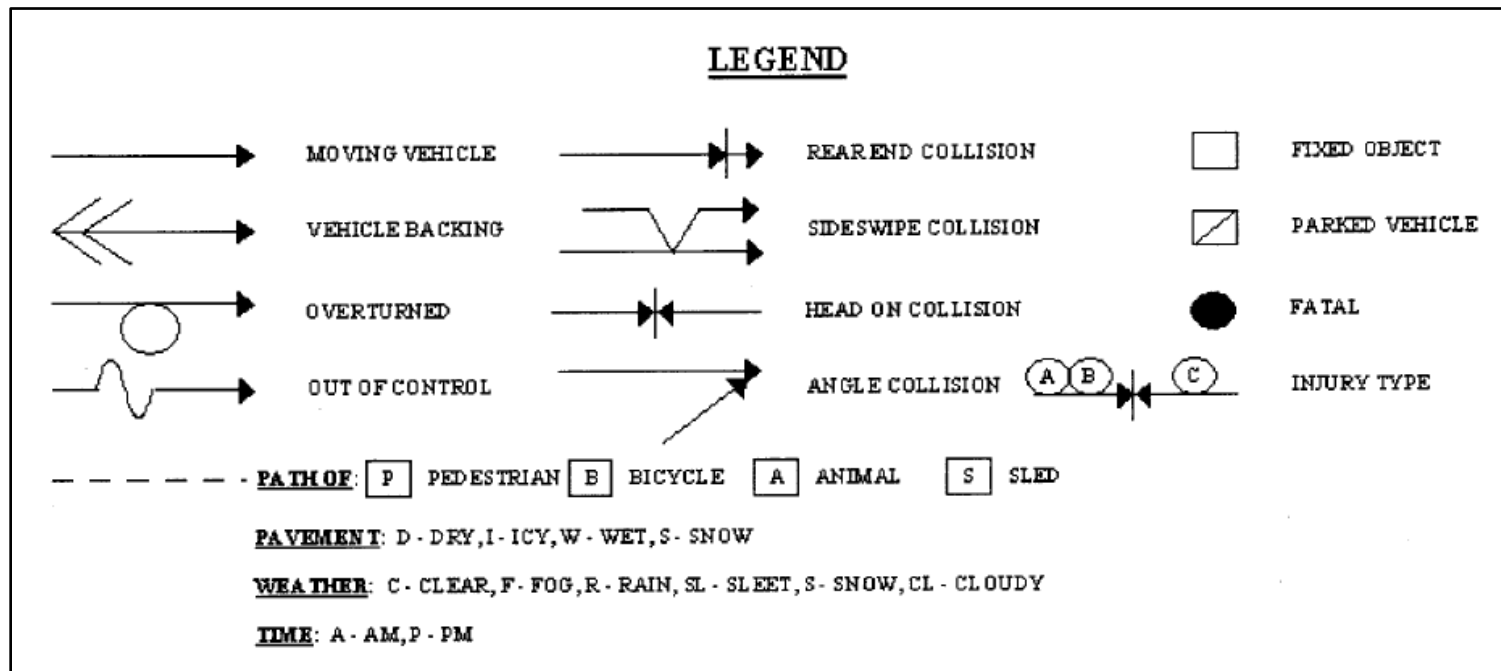 LEGEND
MOVING VEHICLE REAR END COLLISION FIXED OBJECT
VEHICLE BACKING SIDESWIPE COLLISION PARKED VEHICLE
OVERTURNED HEAD ON COLLISION FATAL
OUT OF CONTROL ANGLE COLLISION A B C INJURY TYPE
PATH OF: P PEDESTRIAN B BICYCLE A ANIMAL S SLED
PAVEMENT: D - DRY, I - ICY, W - WET, S - SNOW
WEATHER: C - CLEAR, F - FOG, R - RAIN, SL - SLEET, S - SNOW, CL - CLOUDY
TIME: A - AM, P - PM